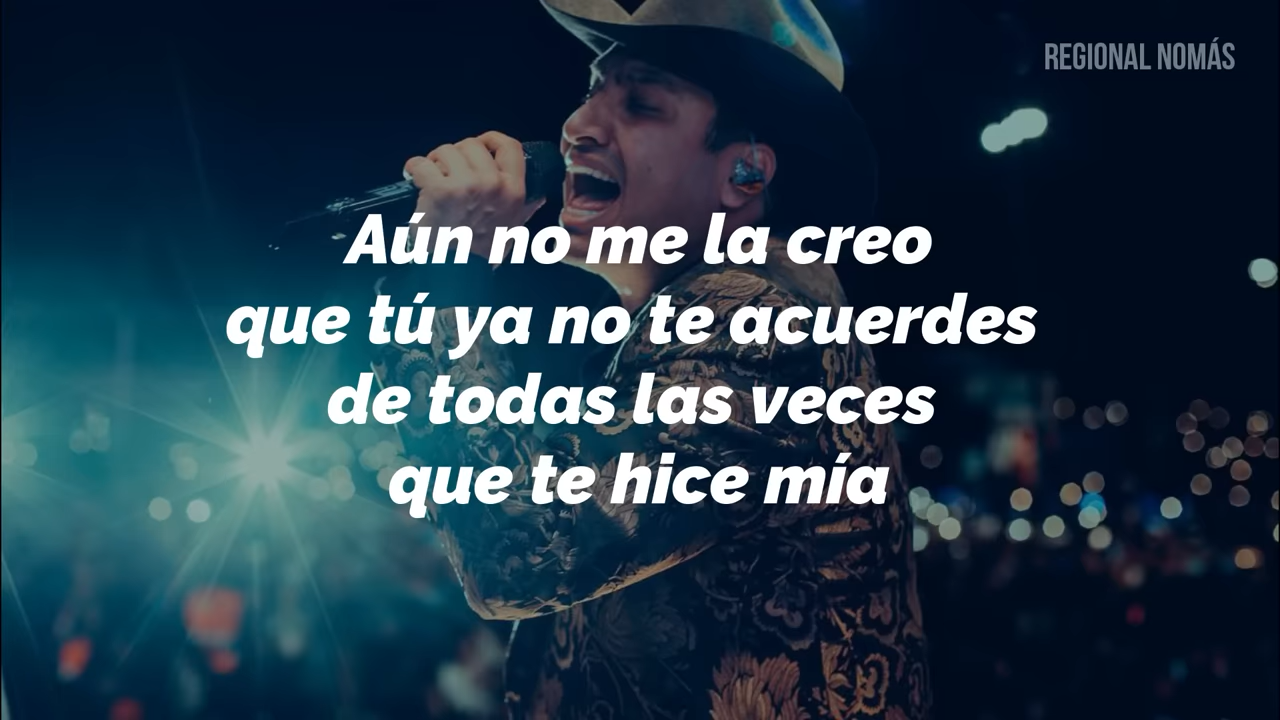 REGIONAL NOMÁS
Aún no me la creo
que tú ya no te acuerdes
de todas las veces
que te hice mía